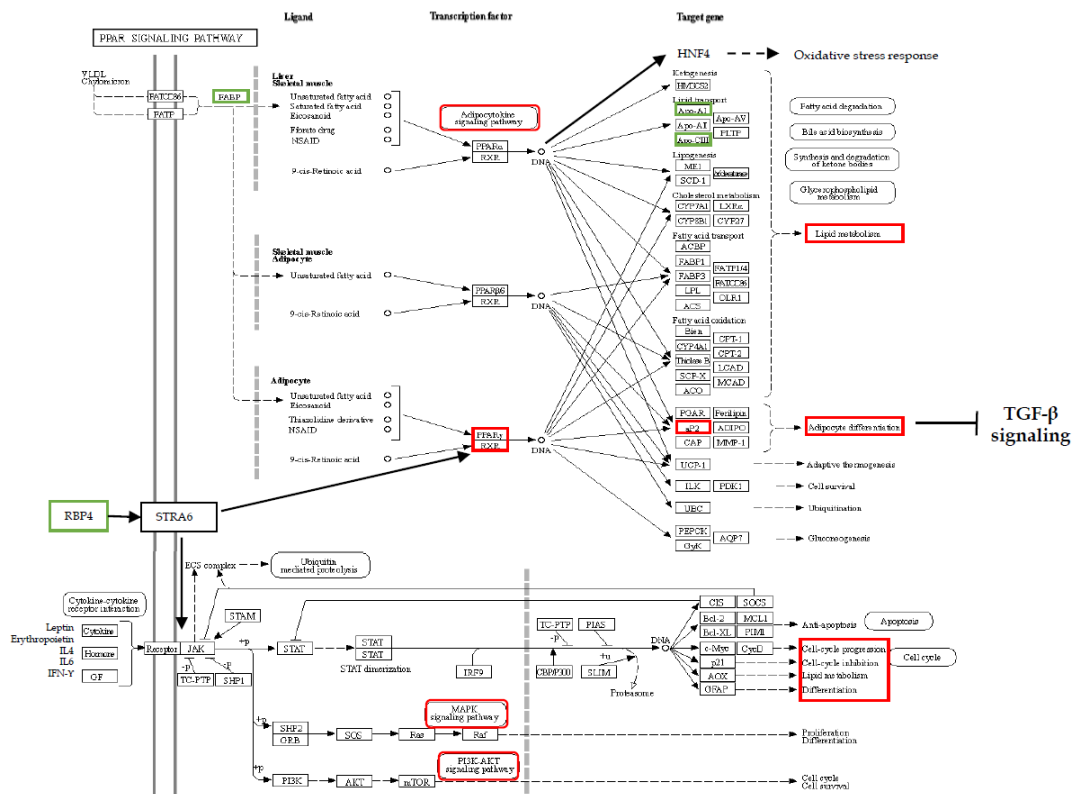 Ligand
Transcription factor
Target gene
PPAR SIGNALING PATHWAY
HNF4
Oxidative stress response
VLDL
Chylomicron
FATCD36
FATP
FABP
Liver
Skeletal muscle
Unsaturated fatty acid
Saturated fatty acid
Eicosanoid
Fibrate drug
NSAID
9-cis-Retinoic acid
Adipocytokine
signaling pathway
PPARα
RXR
DNA
Ketogenesis
HMGCS2
Lipid transport
Apo-AI
Apo-AII
Apo-CIII
Apo-AV
PLTP
Lipogenesis
ME1
SCD-1
Cholesterol metabolism
CYP7A1
LXRα
CYP8B1
CYP27
Fatty acid transport
ACBP
FABP1
FABP3
LPL
ACS
FATP1/4
FATCD36
OLR1
Fatty acid oxidation
Bien
CYP4A1
Thiolase B
SCP-X
ACO
CPT-1
CPT-2
LCAD
MCAD
Fatty acid degradation
Bile acid biosynthesis
Synthesis and degradation
of ketone bodies
Glycerophospholipid
metabolism
Lipid metabolism
Skeletal muscle
Adipocyte
Unsaturated fatty acid
9-cis-Retinoic acid
PPARβδ
RXR
DNA
Adipocyte
Unsaturated fatty acid
Eicosanoid
Thiazolidine derivative
NSAID
9-cis-Retinoic acid
PPARγ
RXR
DNA
PGAR
Perilipin
aP2
ADIPO
CAP
MMP-1
Adipocyte differentiation
TGF-β
signaling
UCP-1
Adaptive thermogenesis
ILK
PDK1
Cell survival
UBC
Ubiquitination
PEPCK
GyK
AQP7
Gluconeogenesis
RBP4
STRA6
ECS complex
Ubiquitin
mediated proteolysis
Cytokine-cytokine
receptor interaction
Leptin
Erythropoietin
IL4
IL6
IFN-Y
Cytokine
Hormone
GF
Receptor
JAK
STAM
+p
-p
-p
TC-PTP
SHP1
STAT
STAT
STAT
STAT dimerization
IRF9
TC-PTP
PIAS
-p
+u
CBP/P300
SLIM
Proteasome
DNA
CIS
SOCS
Bcl-2
MCL1
Bcl-XL
PIM1
c-Myc
CycD
p21
AOX
GFAP
Anti-apoptosis
Apoptosis
Cell-cycle progression
Cell-cycle inhibition
Lipid metabolism
Differentiation
Cell cycle
+p
SHP2
GRB
SOS
Ras
Raf
MAPK
signaling pathway
Proliferation
Differentiation
+p
PI3K
AKT
mTOR
PI3K-AKT
signaling pathway
Cell cycle
Cell survival